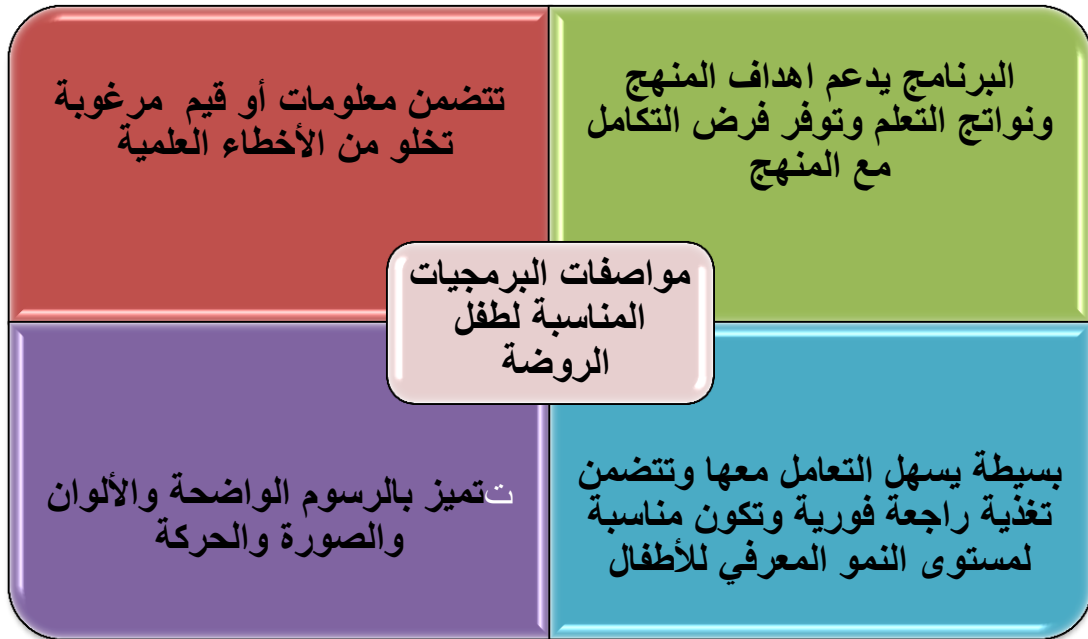 البرنامج يدعم اهداف المنهج
ونواتج التعلم وتوفر فرض التكامل
مع المنهج
تتضمن معلومات أو قيم مرغوبة
تخلو من الأخطاء العلمية
مواصفات البرمجيات
المناسبة لطفل
الروضة
بسيطة يسهل التعامل معها وتتضمن
تغذية راجعة فورية وتكون مناسبة
لمستوى النمو المعرفي للأطفال
تتميز بالرسوم الواضحة والألوان
والصورة والحركة